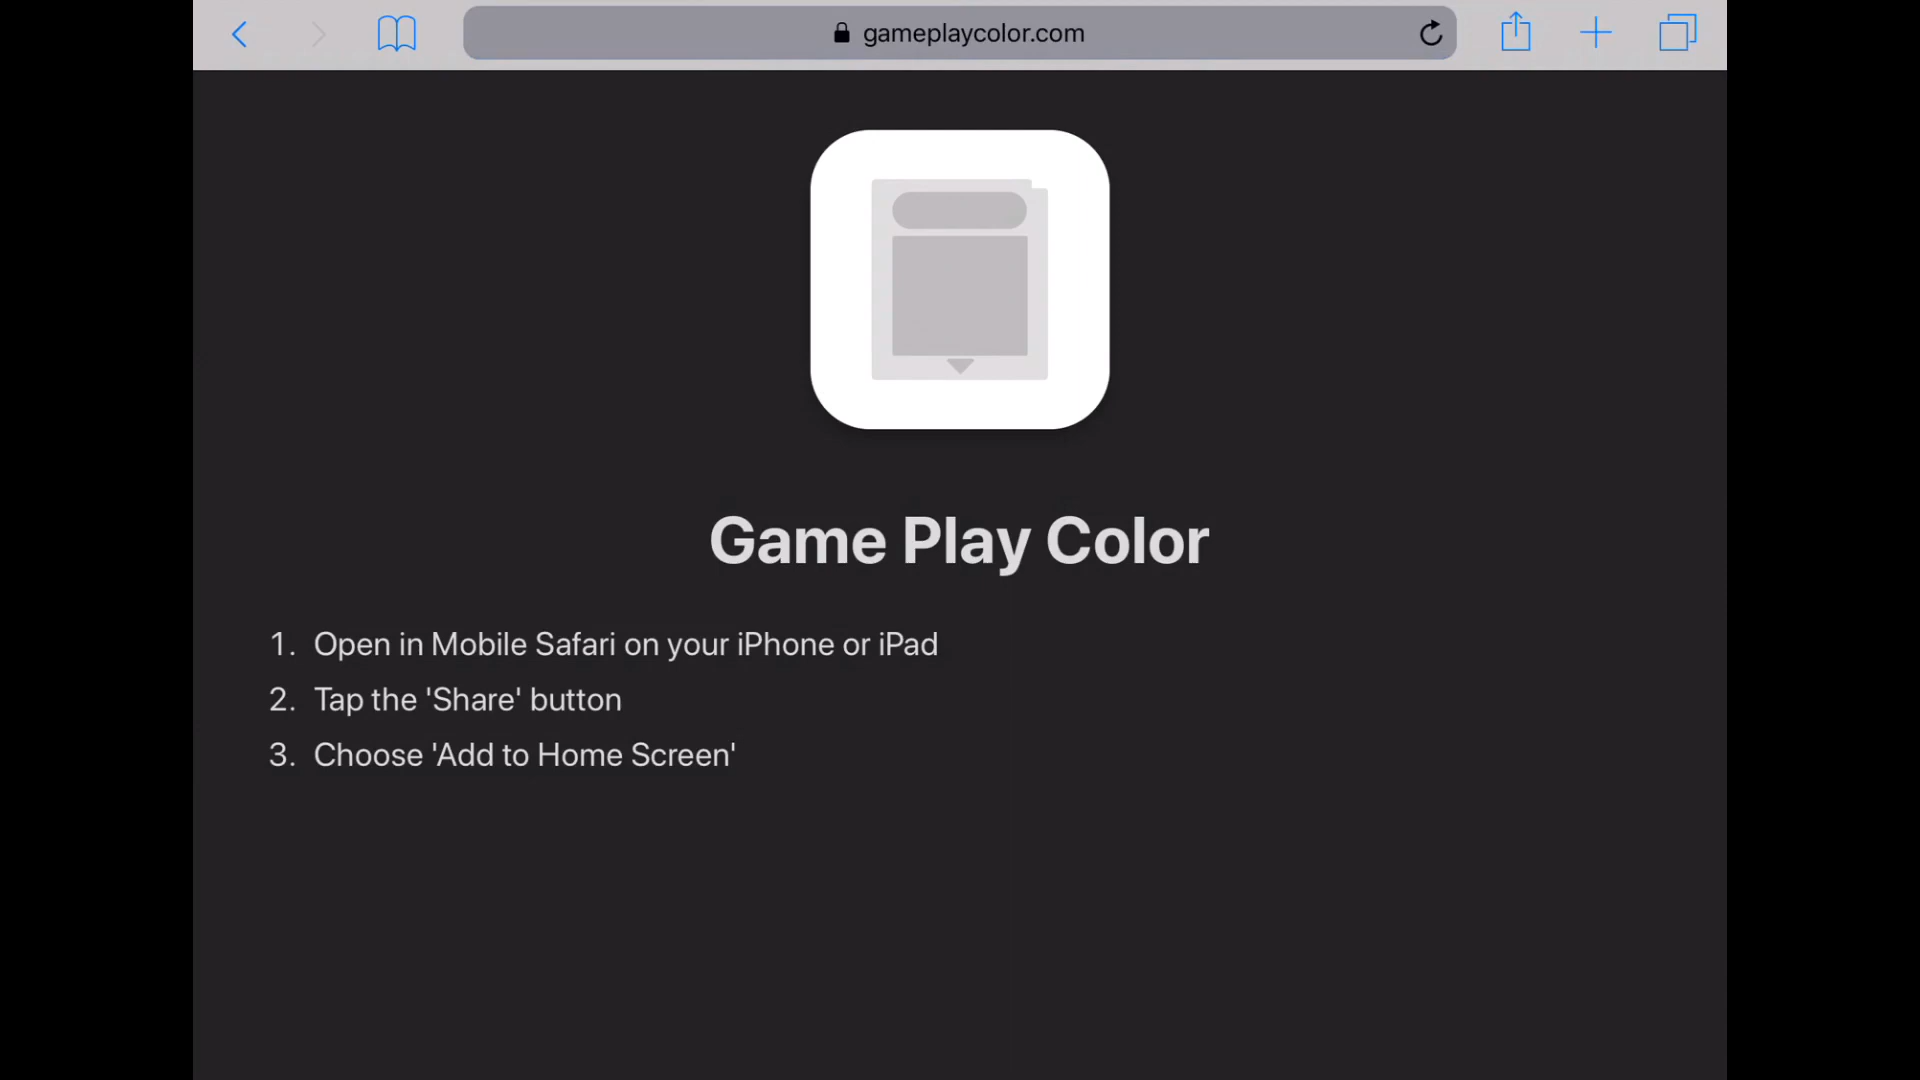 gameplaycolor.com
Game Play Color
1. Open in Mobile Safari on your iPhone or iPad
2. Tap the 'Share' button
3. Choose 'Add to Home Screen'